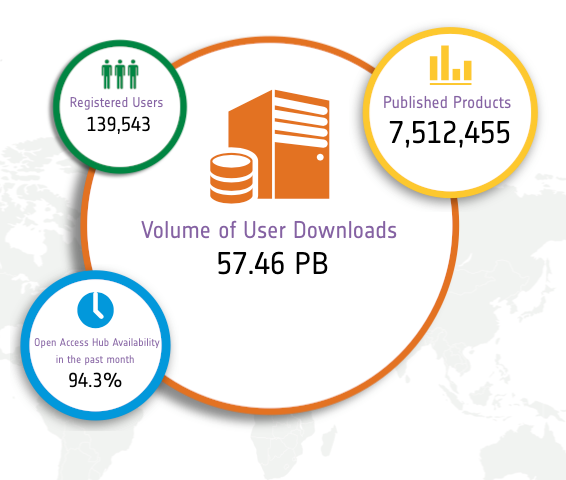 Registered Users
139,543
Published Products
7,512,455
Volume of User Downloads
57.46 PB
Open Access Hub Availability
in the past month
94.3%